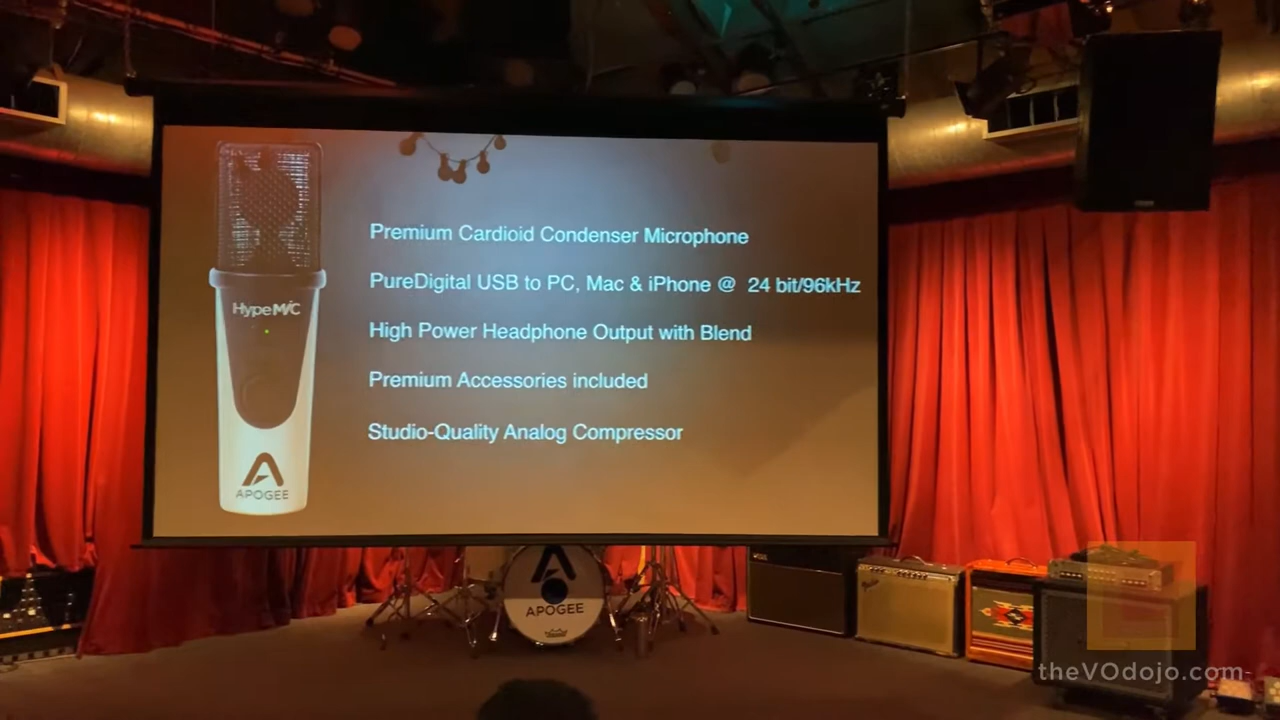 Premium Cardioid Condenser Microphone
PureDigital USB to PC, Mac & iPhone @ 24 bit/96kHz
HypeMiC
High Power Headphone Output with Blend
Premium Accessories included
Studio-Quality Analog Compressor
APOGEE
APOGEE
Fender
theVOdojo.com